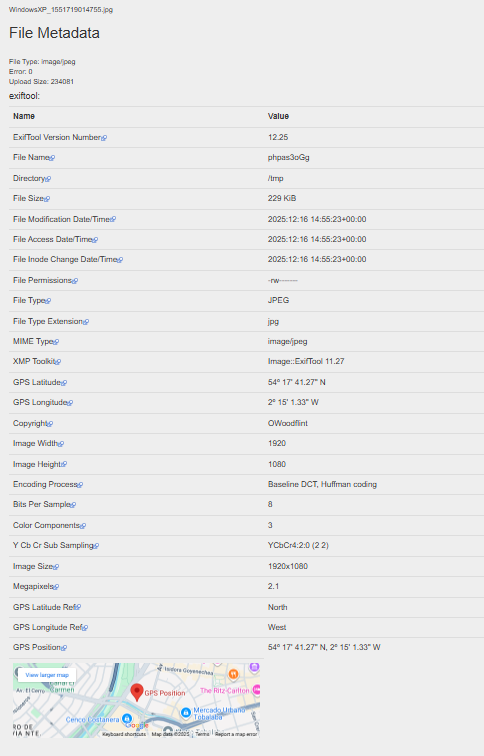 WindowsXP_1551719014755.jpg
File Metadata
File Type: image/jpeg
Error: 0
Upload Size: 234081
exiftool:
Name Value
ExifTool Version Number 12.25
File Name phpas3oGg
Directory /tmp
File Size 229 KiB
File Modification Date/Time 2025:12:16 14:55:23+00:00
File Access Date/Time 2025:12:16 14:55:23+00:00
File Inode Change Date/Time 2025:12:16 14:55:23+00:00
File Permissions -rw-------
File Type JPEG
File Type Extension jpg
MIME Type image/jpeg
XMP Toolkit Image::ExifTool 11.27
GPS Latitude 54° 17' 41.27" N
GPS Longitude 2° 15' 1.33" W
Copyright OWoodflint
Image Width 1920
Image Height 1080
Encoding Process Baseline DCT, Huffman coding
Bits Per Sample 8
Color Components 3
Y Cb Cr Sub Sampling YCbCr4:2:0 (2 2)
Image Size 1920x1080
Megapixels 2.1
GPS Latitude Ref North
GPS Longitude Ref West
GPS Position 54° 17' 41.27" N, 2° 15' 1.33" W
View larger map
Isidora Goyenechea
Av. El Cerro
Carmen
GPS Position
The Ritz-Carlton
Cenco Costanera
Mercado Urbano
Tobalaba
Google
Keyboard shortcuts Map data ©2025 Terms Report a map error